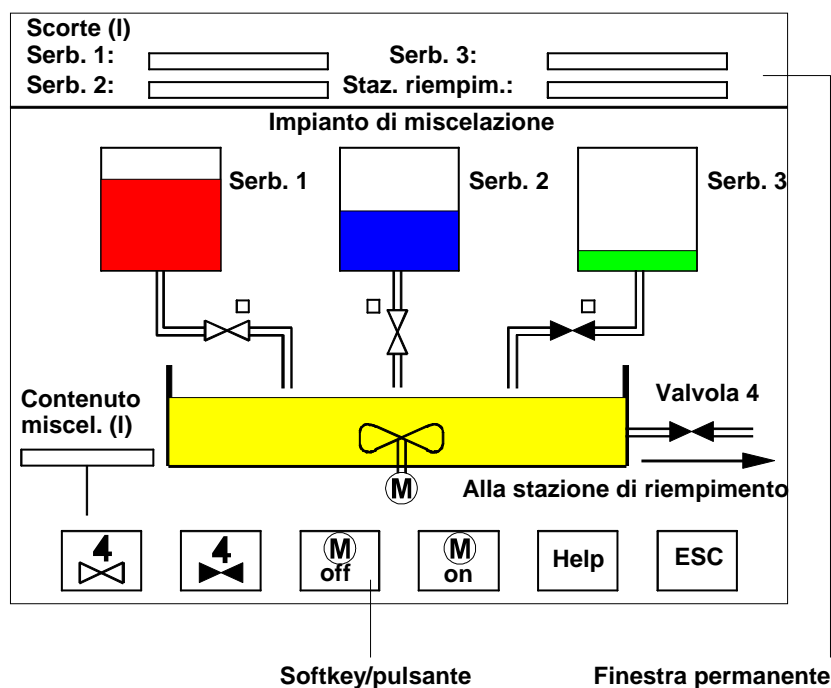 Scorte (l)
Serb. 1:
Serb. 3:
Serb. 2:
Staz. riempim.:
Impianto di miscelazione
Serb. 1
Serb. 2
Serb. 3
Contenuto
miscel. (l)
Valvola 4
M
Alla stazione di riempimento
4
4
M
off
M
on
Help
ESC
Softkey/pulsante
Finestra permanente